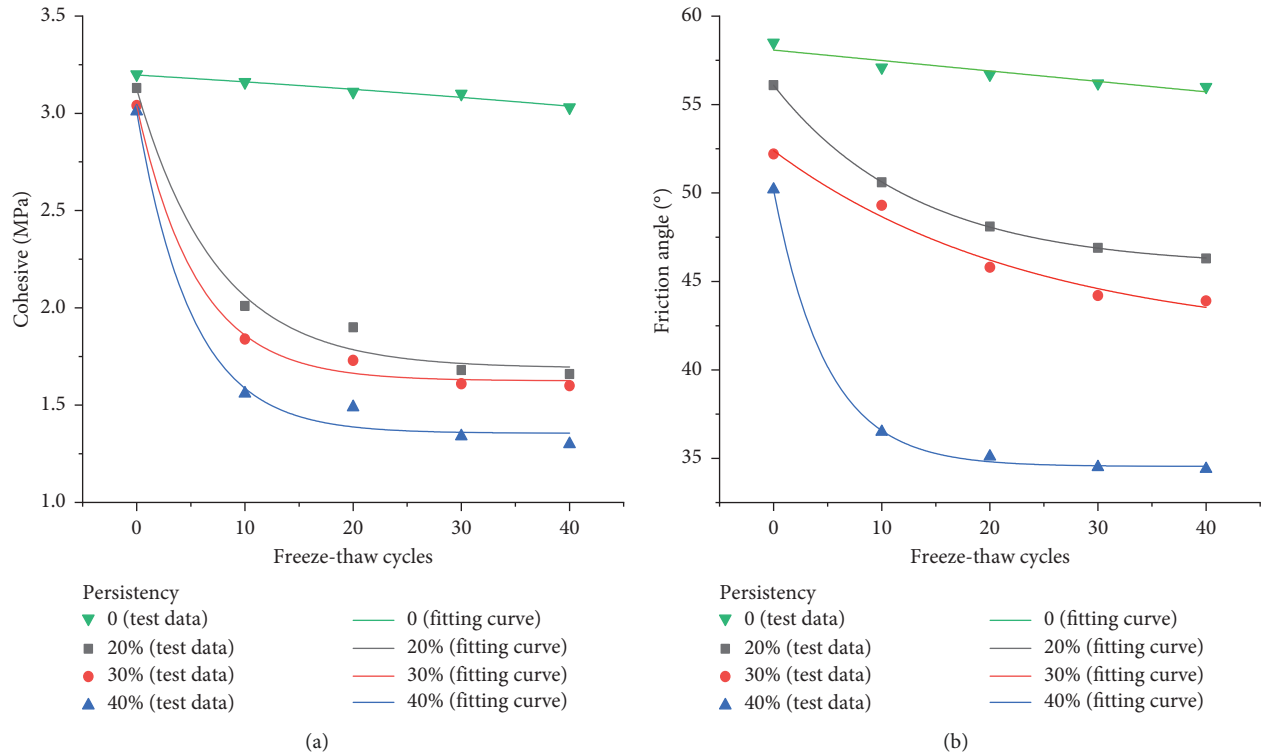 3.5
3.0
2.5
2.0
1.5
1.0
Cohesive (MPa)
0 10 20 30 40
Freeze-thaw cycles
Persistency
0 (test data) 0 (fitting curve)
20% (test data) 20% (fitting curve)
30% (test data) 30% (fitting curve)
40% (test data) 40% (fitting curve)
(a)
60
55
50
45
40
35
Friction angle (°)
0 10 20 30 40
Freeze-thaw cycles
Persistency
0 (test data) 0 (fitting curve)
20% (test data) 20% (fitting curve)
30% (test data) 30% (fitting curve)
40% (test data) 40% (fitting curve)
(b)